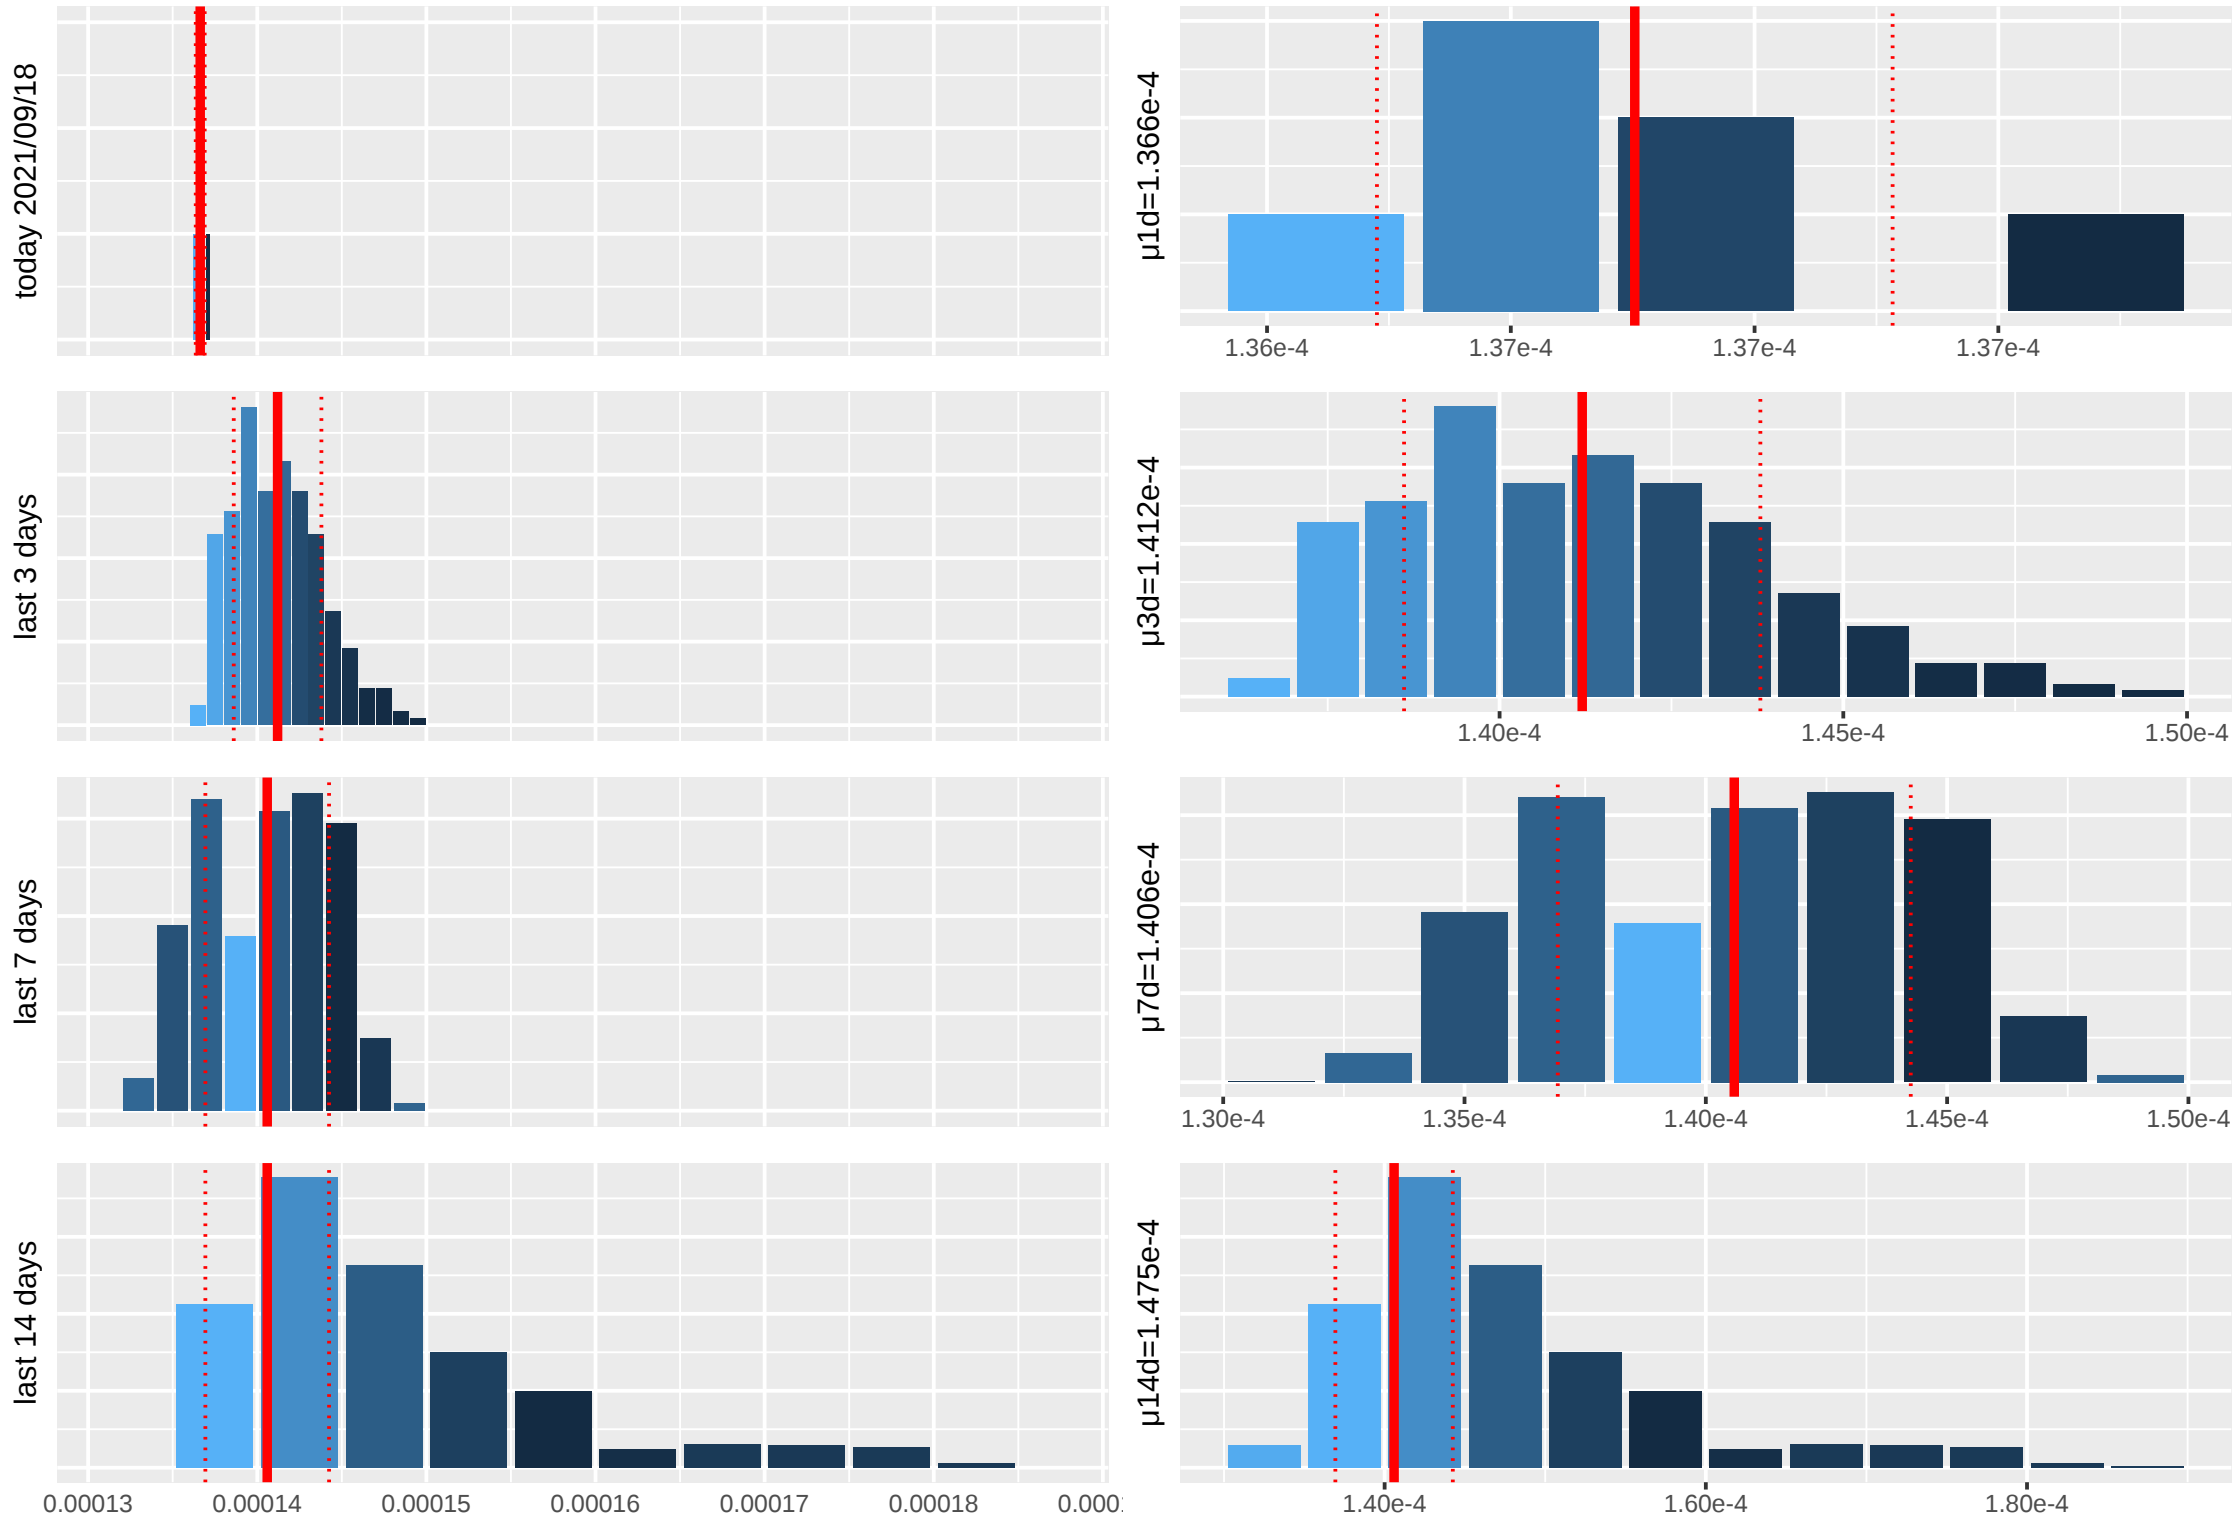 today 2021/09/18
µ1d=1.366e-4
1.36e-4 1.37e-4 1.37e-4 1.37e-4
last 3 days
µ3d=1.412e-4
1.40e-4 1.45e-4 1.50e-4
last 7 days
µ7d=1.406e-4
1.30e-4 1.35e-4 1.40e-4 1.45e-4 1.50e-4
last 14 days
µ14d=1.475e-4
0.00013 0.00014 0.00015 0.00016 0.00017 0.00018
1.40e-4 1.60e-4 1.80e-4